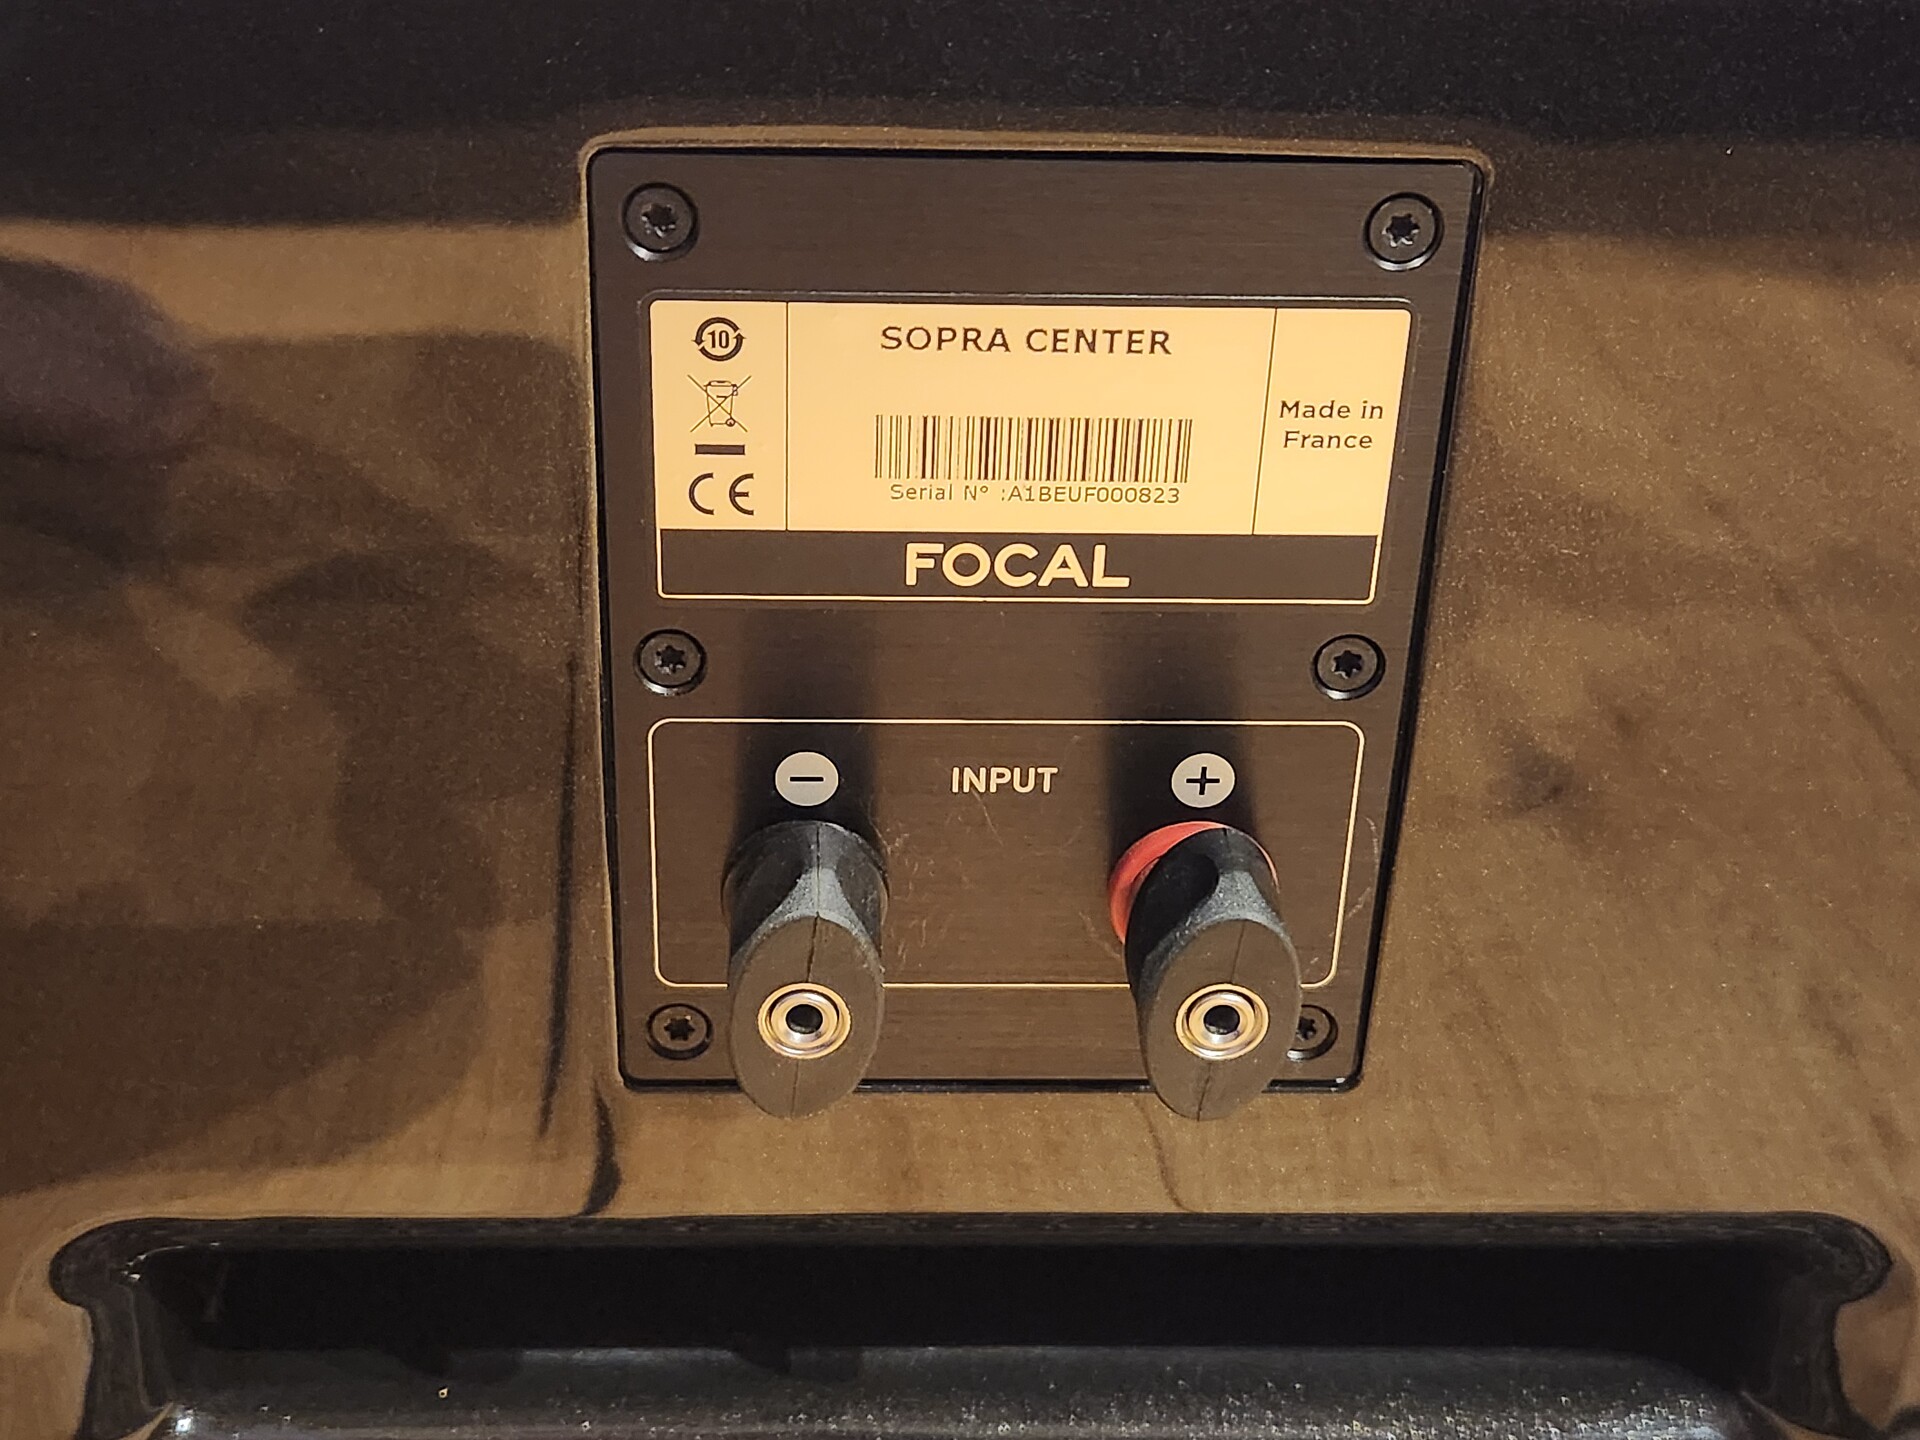 10
SOPRA CENTER
Made in
France
Serial N° :A1BEUF000823
CE
FOCAL
− INPUT +